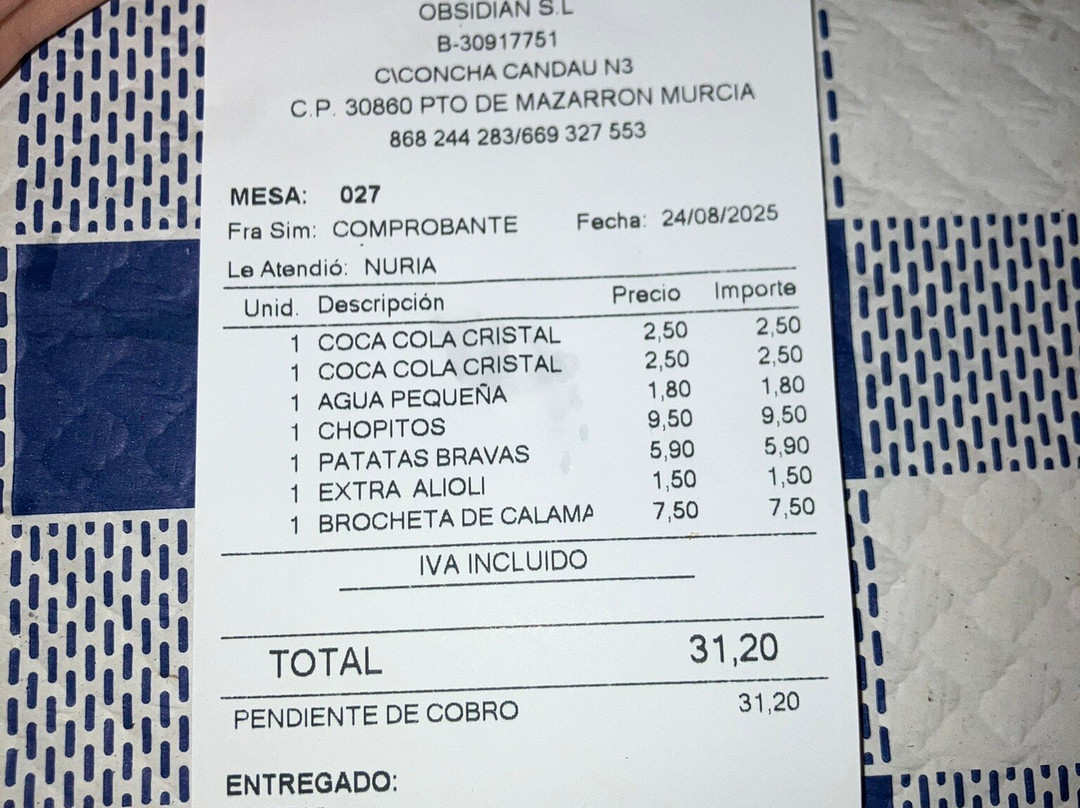 OBSIDIAN S.L
B-30917751
C\CONCHA CANDAU N3
C.P. 30860 PTO DE MAZARRON MURCIA
868 244 283/669 327 553
MESA: 027
Fra Sim: COMPROBANTE Fecha: 24/08/2025
Le Atendió: NURIA
Unid. Descripción Precio Importe
1 COCA COLA CRISTAL 2,50 2,50
1 COCA COLA CRISTAL 2,50 2,50
1 AGUA PEQUEÑA 1,80 1,80
1 CHOPITOS 9,50 9,50
1 PATATAS BRAVAS 5,90 5,90
1 EXTRA ALIOLI 1,50 1,50
1 BROCHETA DE CALAMA 7,50 7,50
IVA INCLUIDO
TOTAL 31,20
PENDIENTE DE COBRO 31,20
ENTREGADO: